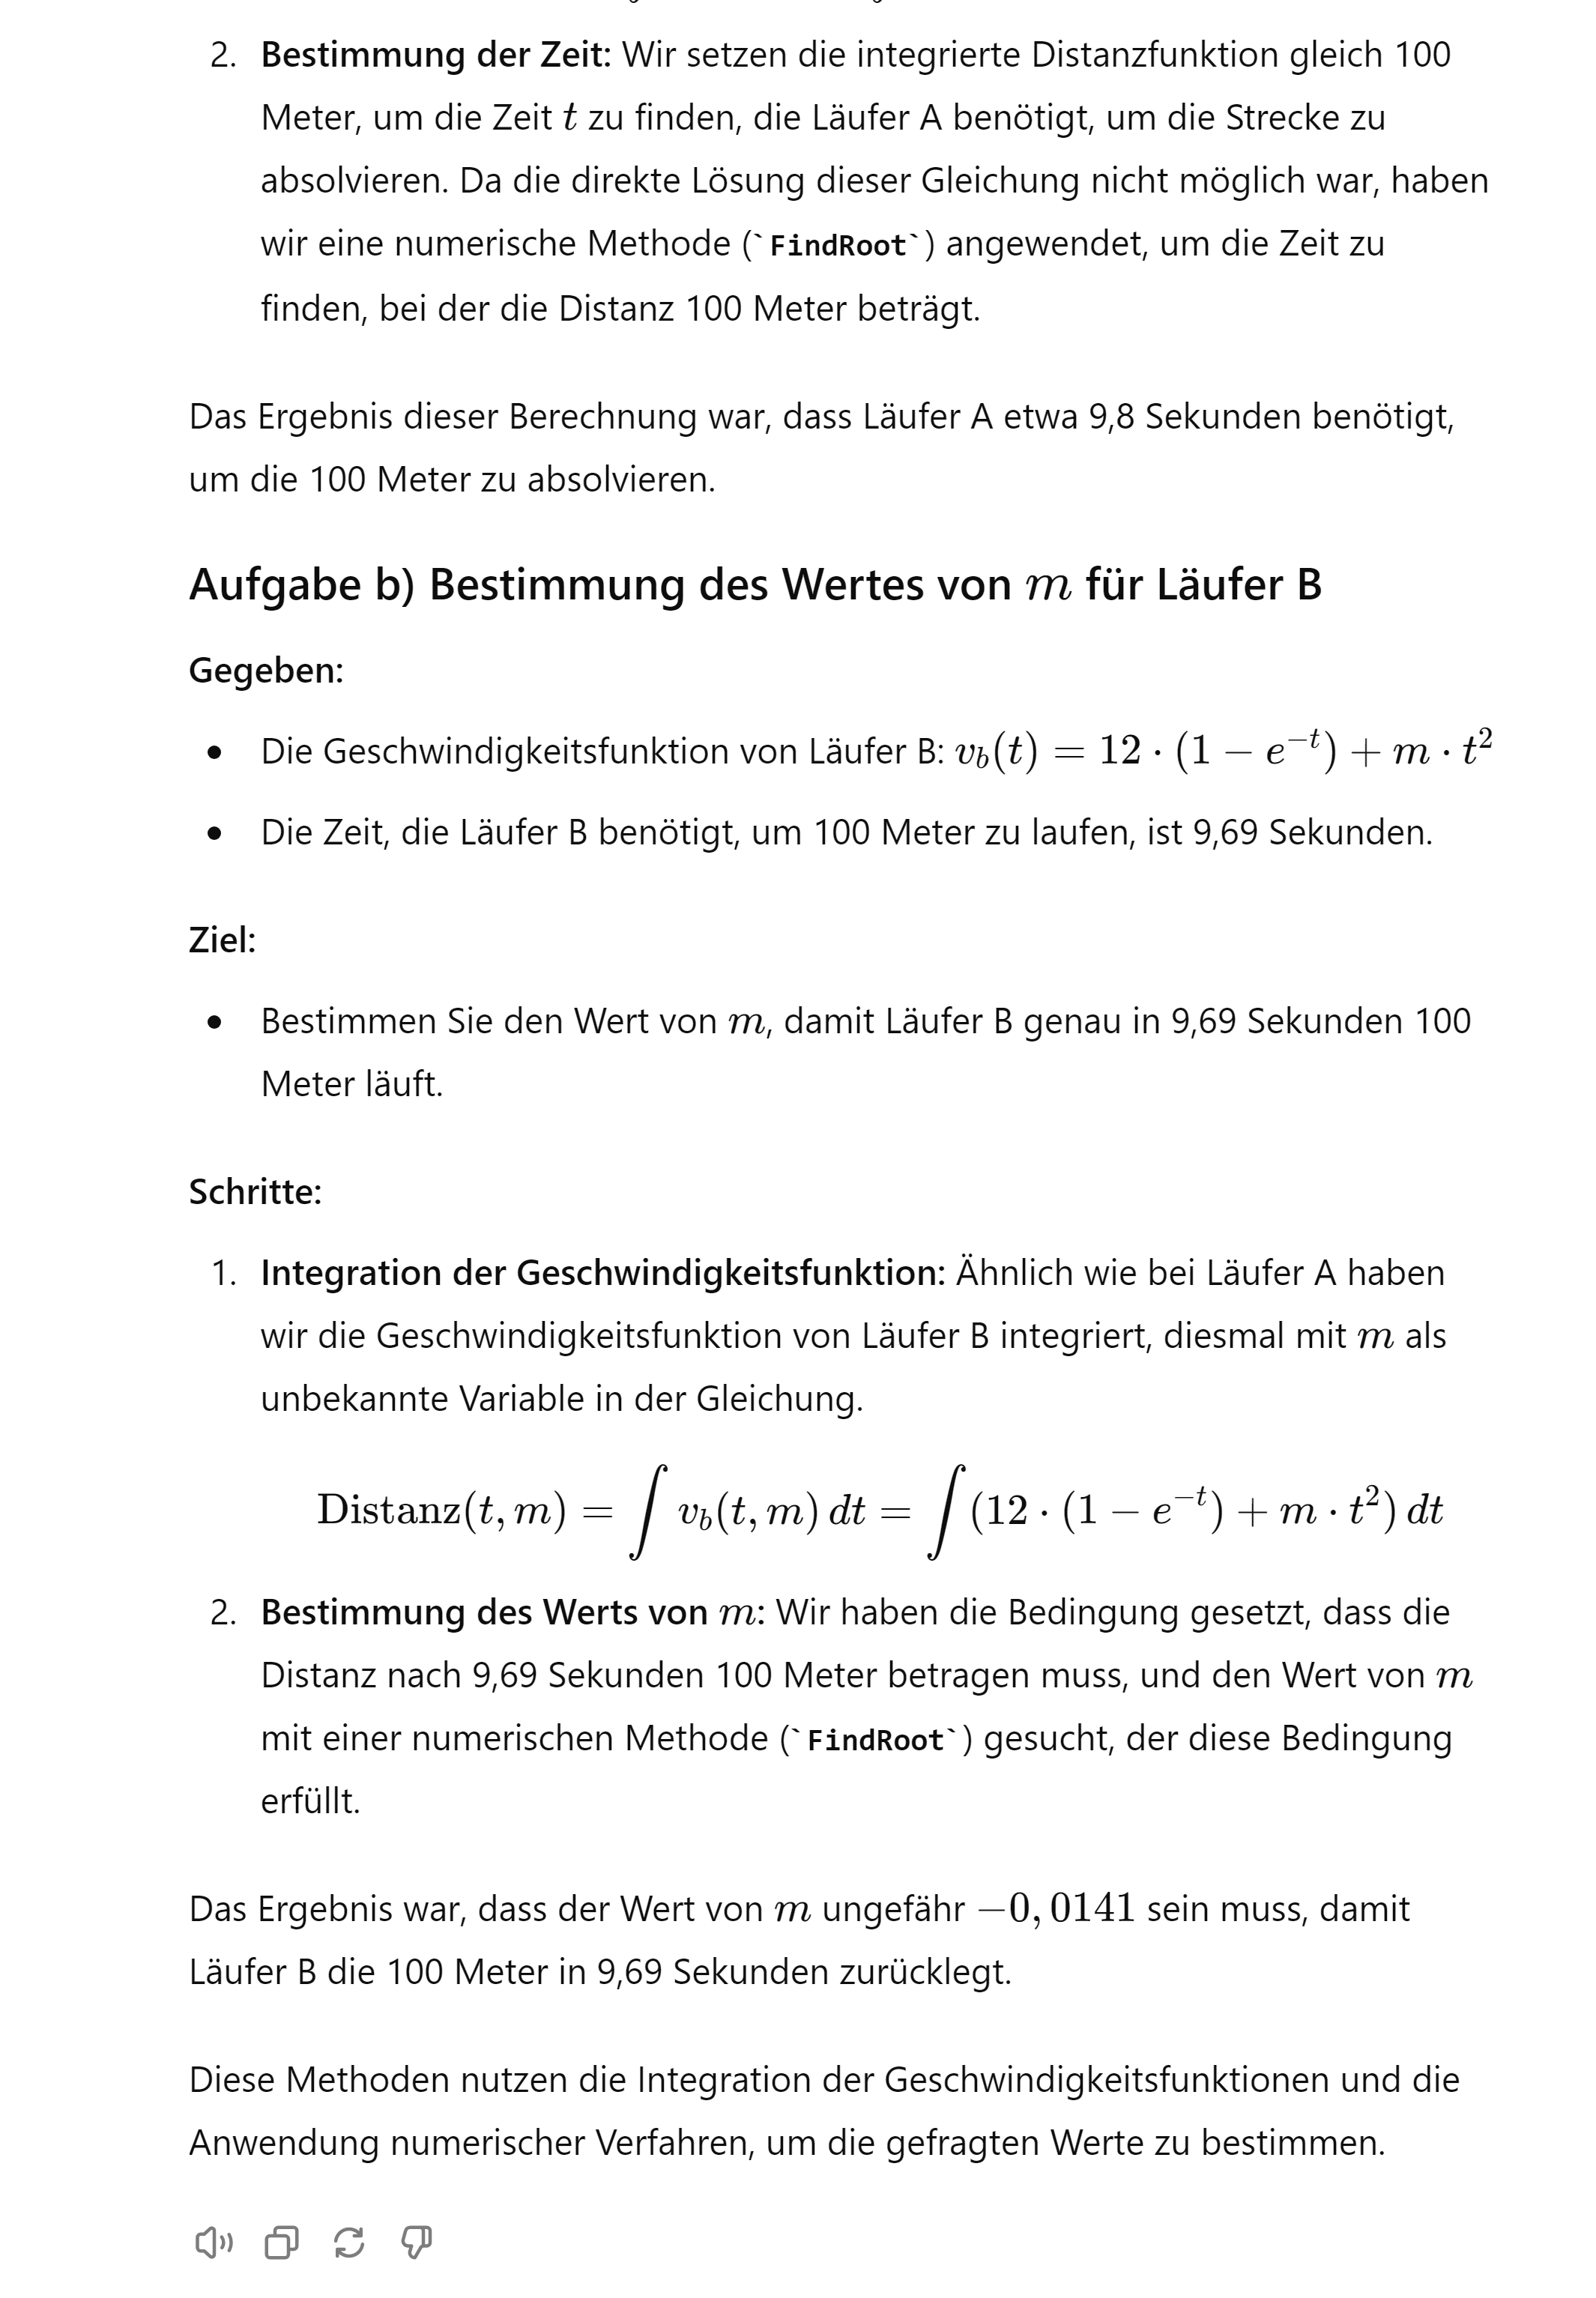 2. Bestimmung der Zeit: Wir setzen die integrierte Distanzfunktion gleich 100
Meter, um die Zeit t zu finden, die Läufer A benötigt, um die Strecke zu
absolvieren. Da die direkte Lösung dieser Gleichung nicht möglich war, haben
wir eine numerische Methode (`FindRoot`) angewendet, um die Zeit zu
finden, bei der die Distanz 100 Meter beträgt.
Das Ergebnis dieser Berechnung war, dass Läufer A etwa 9,8 Sekunden benötigt,
um die 100 Meter zu absolvieren.
Aufgabe b) Bestimmung des Wertes von m für Läufer B
Gegeben:
• Die Geschwindigkeitsfunktion von Läufer B: v_b(t) = 12 · (1 − e^{−t}) + m · t²
• Die Zeit, die Läufer B benötigt, um 100 Meter zu laufen, ist 9,69 Sekunden.
Ziel:
• Bestimmen Sie den Wert von m, damit Läufer B genau in 9,69 Sekunden 100
Meter läuft.
Schritte:
1. Integration der Geschwindigkeitsfunktion: Ähnlich wie bei Läufer A haben
wir die Geschwindigkeitsfunktion von Läufer B integriert, diesmal mit m als
unbekannte Variable in der Gleichung.
Distanz(t, m) = ∫ v_b(t, m) dt = ∫(12 · (1 − e^{−t}) + m · t²) dt
2. Bestimmung des Werts von m: Wir haben die Bedingung gesetzt, dass die
Distanz nach 9,69 Sekunden 100 Meter betragen muss, und den Wert von m
mit einer numerischen Methode (`FindRoot`) gesucht, der diese Bedingung
erfüllt.
Das Ergebnis war, dass der Wert von m ungefähr −0, 0141 sein muss, damit
Läufer B die 100 Meter in 9,69 Sekunden zurücklegt.
Diese Methoden nutzen die Integration der Geschwindigkeitsfunktionen und die
Anwendung numerischer Verfahren, um die gefragten Werte zu bestimmen.